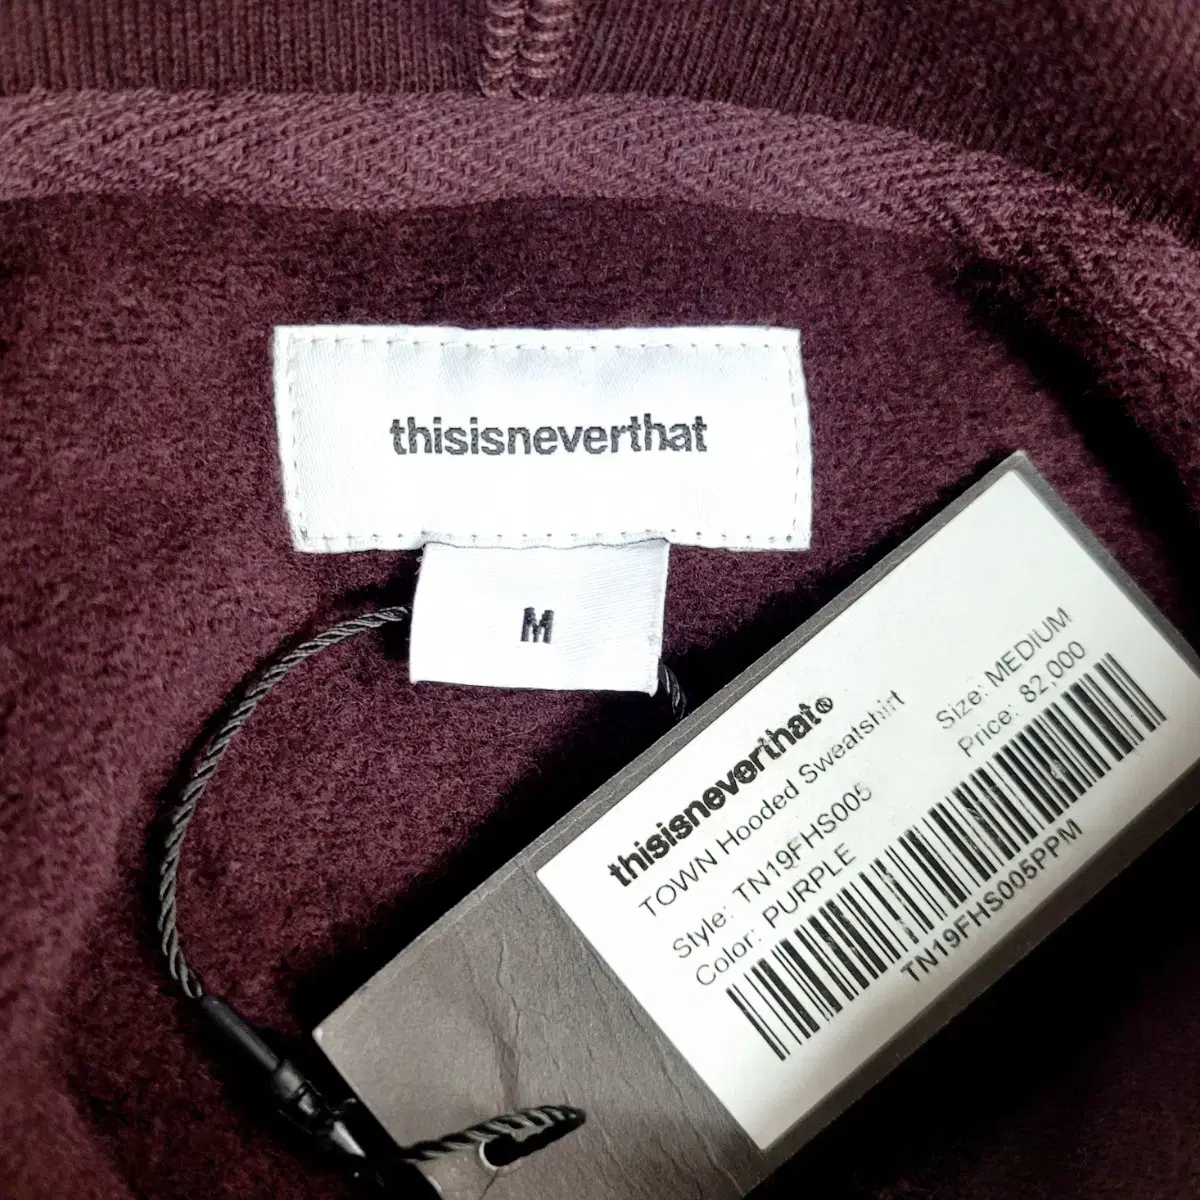 thisisneverthat
M
thisisneverthat®
TOWN Hooded Sweatshirt
Style: TN19FHS005
Color: PURPLE
Size: MEDIUM
Price: 82,000
TN19FHS005PPM